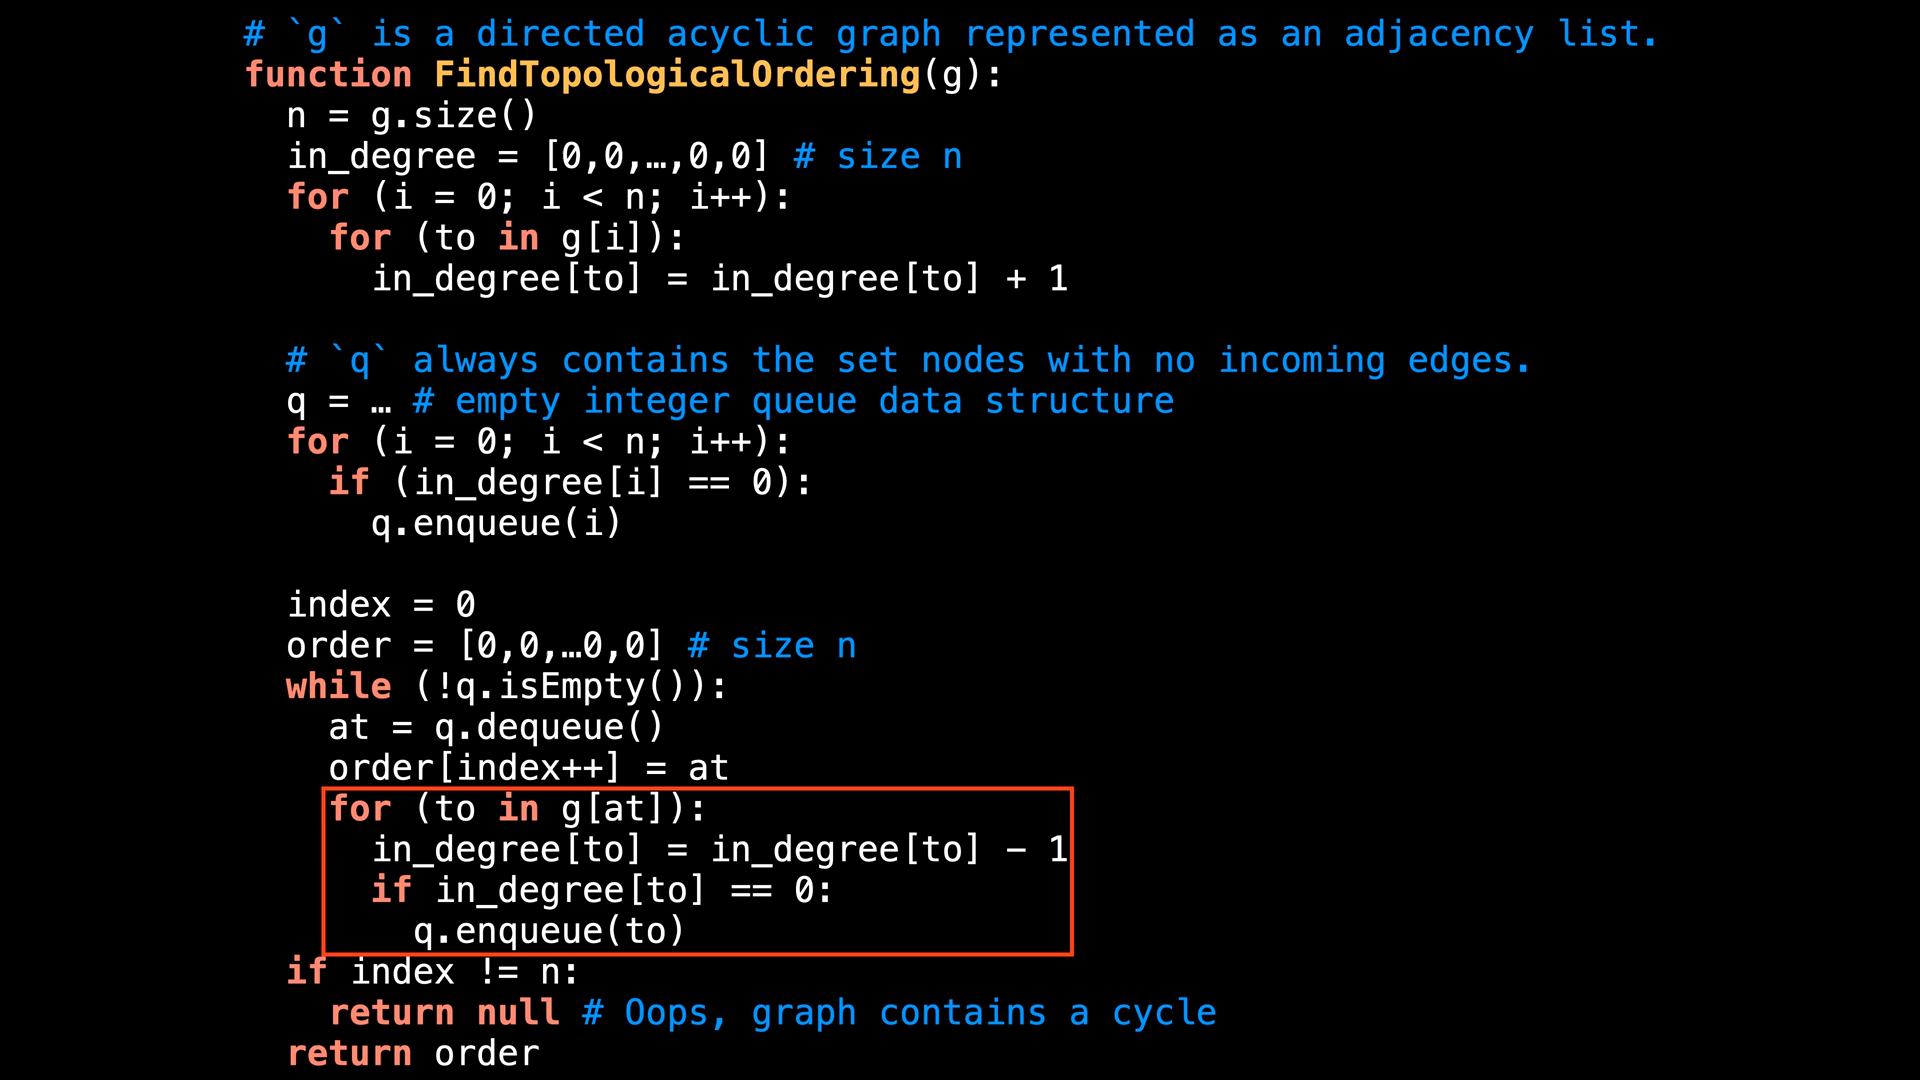 # `g` is a directed acyclic graph represented as an adjacency list.
function FindTopologicalOrdering(g):
  n = g.size()
  in_degree = [0,0,…,0,0] # size n
  for (i = 0; i < n; i++):
    for (to in g[i]):
      in_degree[to] = in_degree[to] + 1

  # `q` always contains the set nodes with no incoming edges.
  q = … # empty integer queue data structure
  for (i = 0; i < n; i++):
    if (in_degree[i] == 0):
      q.enqueue(i)

  index = 0
  order = [0,0,…0,0] # size n
  while (!q.isEmpty()):
    at = q.dequeue()
    order[index++] = at
    for (to in g[at]):
      in_degree[to] = in_degree[to] − 1
      if in_degree[to] == 0:
        q.enqueue(to)
  if index != n:
    return null # Oops, graph contains a cycle
  return order